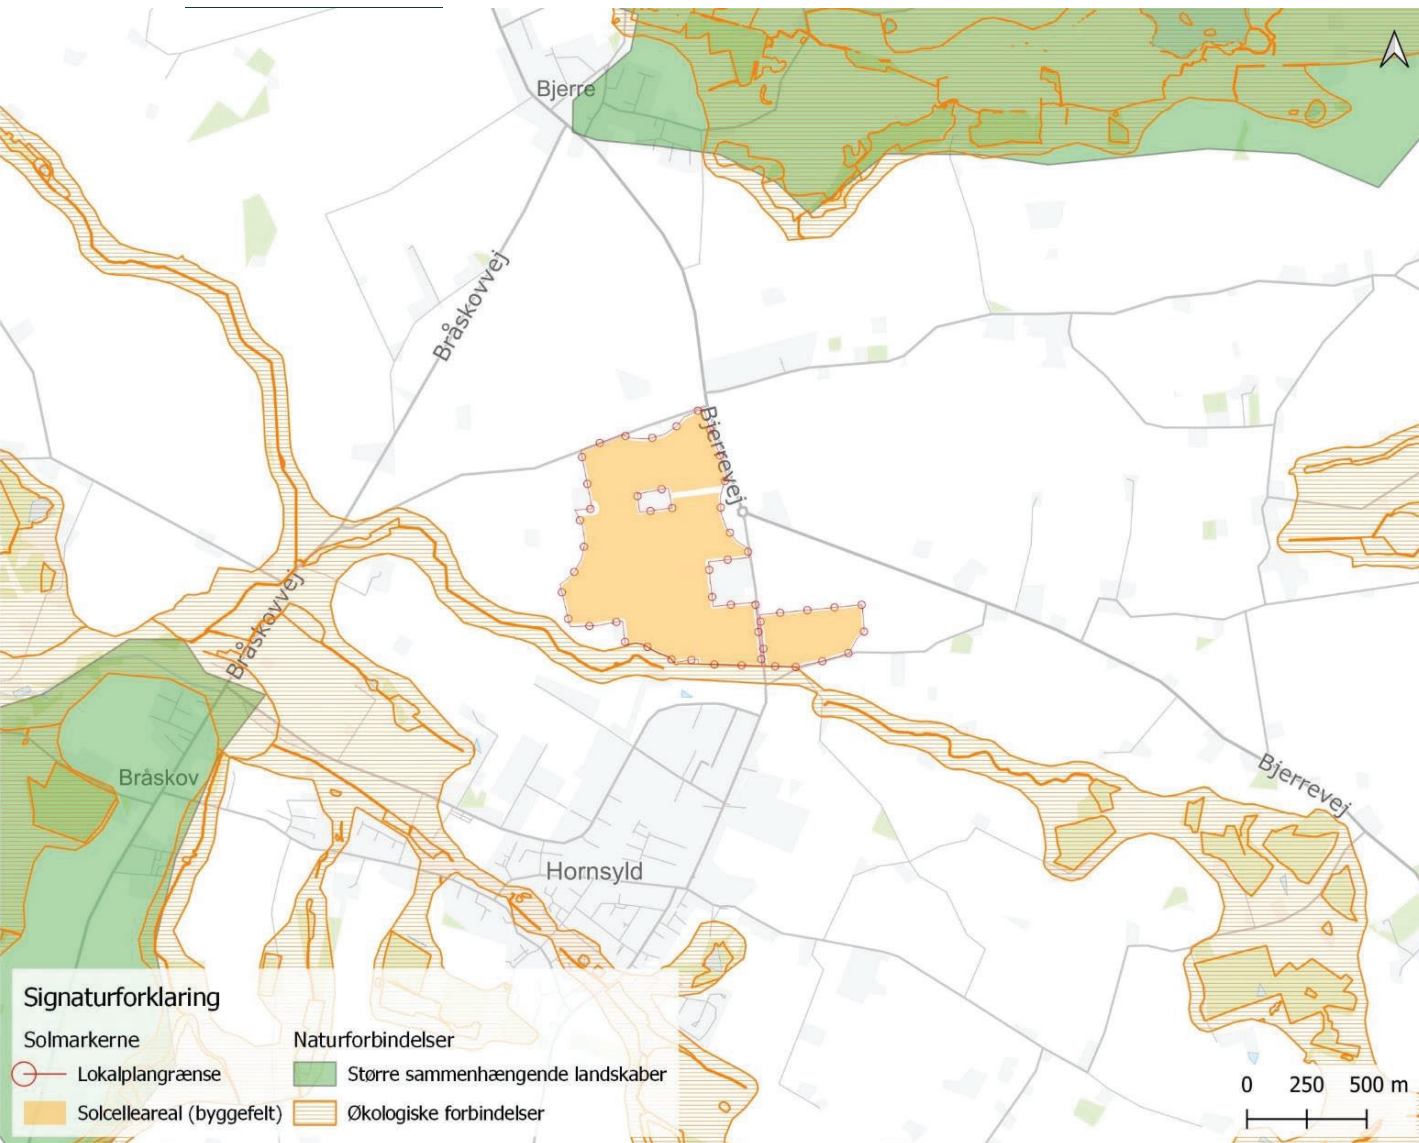 Bjerre
Bråskovvej
Bjerrevej
Bråskovvej
Bjerrevej
Bråskov
Hornsyld
Signaturforklaring
Solmarkerne
Lokalplangrænse
Solcelleareal (byggefelt)
Naturforbindelser
Større sammenhængende landskaber
Økologiske forbindelser
0 250 500 m